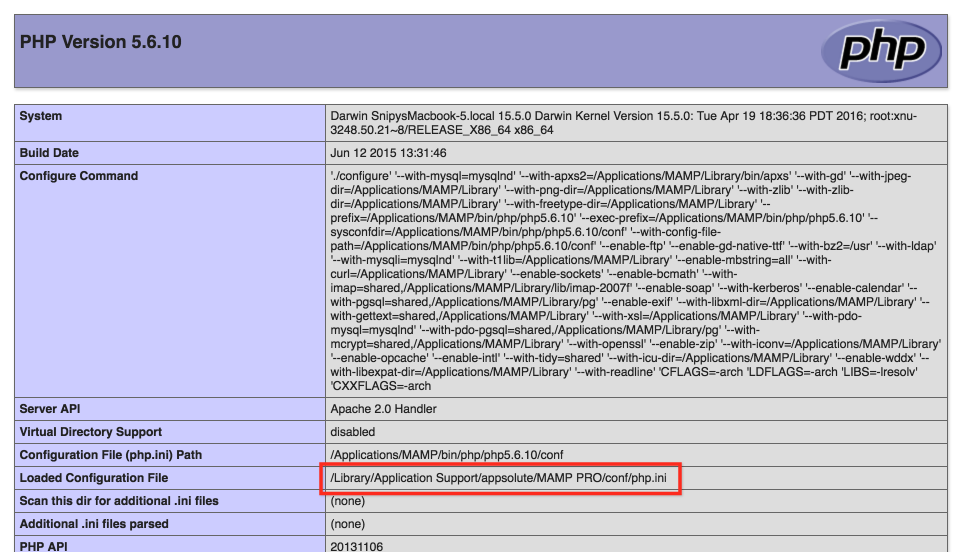 PHP Version 5.6.10
php
System
Darwin SnipysMacbook-5.local 15.5.0 Darwin Kernel Version 15.5.0: Tue Apr 19 18:36:36 PDT 2016; root:xnu-
3248.50.21~8/RELEASE_X86_64 x86_64
Build Date
Jun 12 2015 13:31:46
Configure Command
'./configure' '--with-mysql=mysqlnd' '--with-apxs2=/Applications/MAMP/Library/bin/apxs' '--with-gd' '--with-jpeg-
dir=/Applications/MAMP/Library' '--with-png-dir=/Applications/MAMP/Library' '--with-zlib' '--with-zlib-
dir=/Applications/MAMP/Library' '--with-freetype-dir=/Applications/MAMP/Library' '--
prefix=/Applications/MAMP/bin/php/php5.6.10' '--exec-prefix=/Applications/MAMP/bin/php/php5.6.10' '--
sysconfdir=/Applications/MAMP/bin/php/php5.6.10/conf' '--with-config-file-
path=/Applications/MAMP/bin/php/php5.6.10/conf' '--enable-ftp' '--enable-gd-native-ttf' '--with-bz2=/usr' '--with-ldap'
'--with-mysqli=mysqlnd' '--with-t1lib=/Applications/MAMP/Library' '--enable-mbstring=all' '--with-
curl=/Applications/MAMP/Library' '--enable-sockets' '--enable-bcmath' '--with-
imap=shared,/Applications/MAMP/Library/lib/imap-2007f' '--enable-soap' '--with-kerberos' '--enable-calendar' '--
with-pgsql=shared,/Applications/MAMP/Library/pg' '--enable-exif' '--with-libxml-dir=/Applications/MAMP/Library' '--
with-gettext=shared,/Applications/MAMP/Library' '--with-xsl=/Applications/MAMP/Library' '--with-pdo-
mysql=mysqlnd' '--with-pdo-pgsql=shared,/Applications/MAMP/Library/pg' '--with-
mcrypt=shared,/Applications/MAMP/Library' '--with-openssl' '--enable-zip' '--with-iconv=/Applications/MAMP/Library'
'--enable-opcache' '--enable-intl' '--with-tidy=shared' '--with-icu-dir=/Applications/MAMP/Library' '--enable-wddx' '--
with-libexpat-dir=/Applications/MAMP/Library' '--with-readline' 'CFLAGS=-arch 'LDFLAGS=-arch 'LIBS=-lresolv'
'CXXFLAGS=-arch
Server API
Apache 2.0 Handler
Virtual Directory Support
disabled
Configuration File (php.ini) Path
/Applications/MAMP/bin/php/php5.6.10/conf
Loaded Configuration File
/Library/Application Support/appsolute/MAMP PRO/conf/php.ini
Scan this dir for additional .ini files
(none)
Additional .ini files parsed
(none)
PHP API
20131106